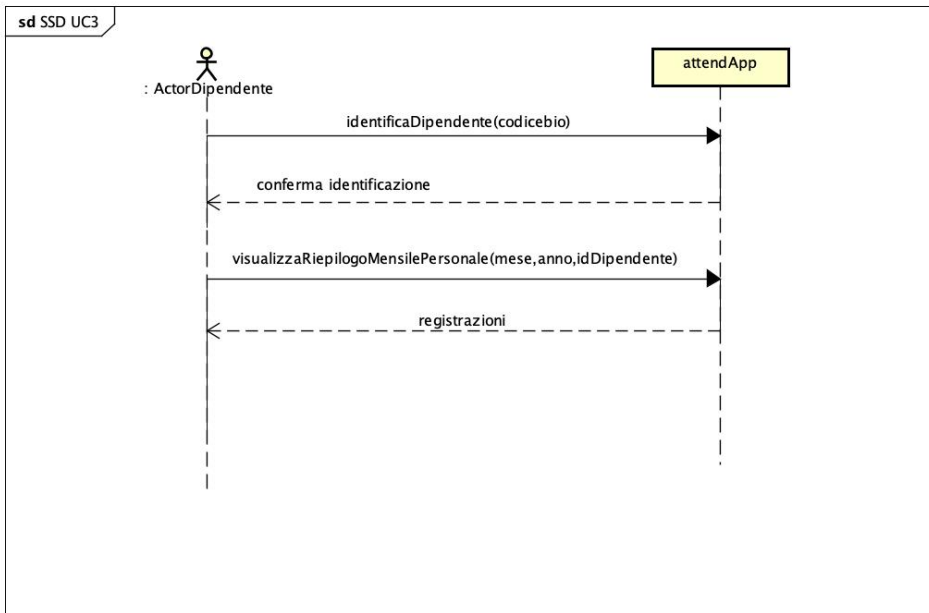 sd SSD UC3
: ActorDipendente
attendApp
identificaDipendente(codicebio)
conferma identificazione
visualizzaRiepilogoMensilePersonale(mese,anno,idDipendente)
registrazioni